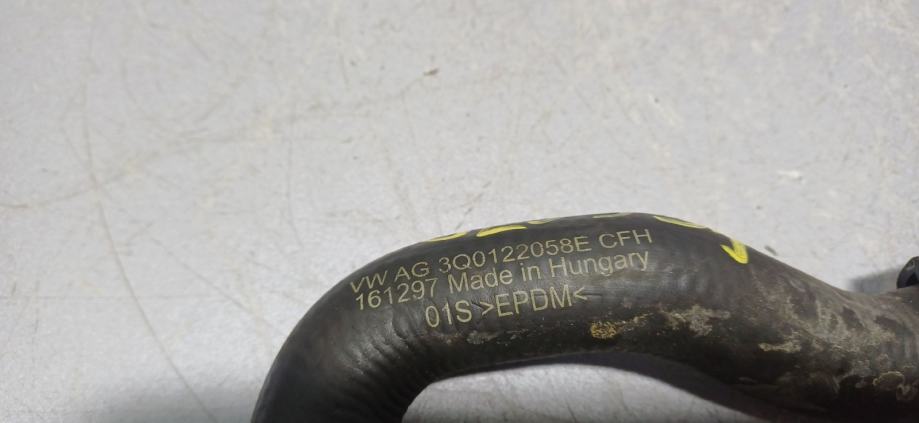 VW AG 3Q0122058E CFH
161297 Made in Hungary
01S >EPDM<